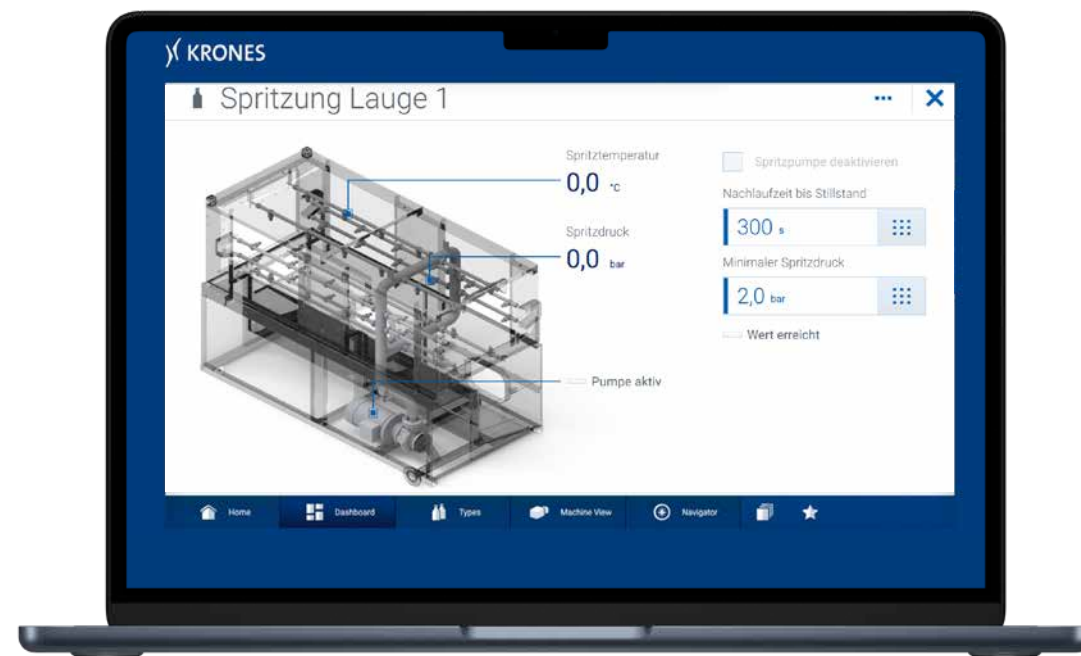 KRONES
Spritzung Lauge 1
Spritztemperatur
0,0 °C
Spritzdruck
0,0 bar
Pumpe aktiv
Spritzpumpe deaktivieren
Nachlaufzeit bis Stillstand
300 s
Minimaler Spritzdruck
2,0 bar
Wert erreicht
Home Dashboard Types Machine View Navigator